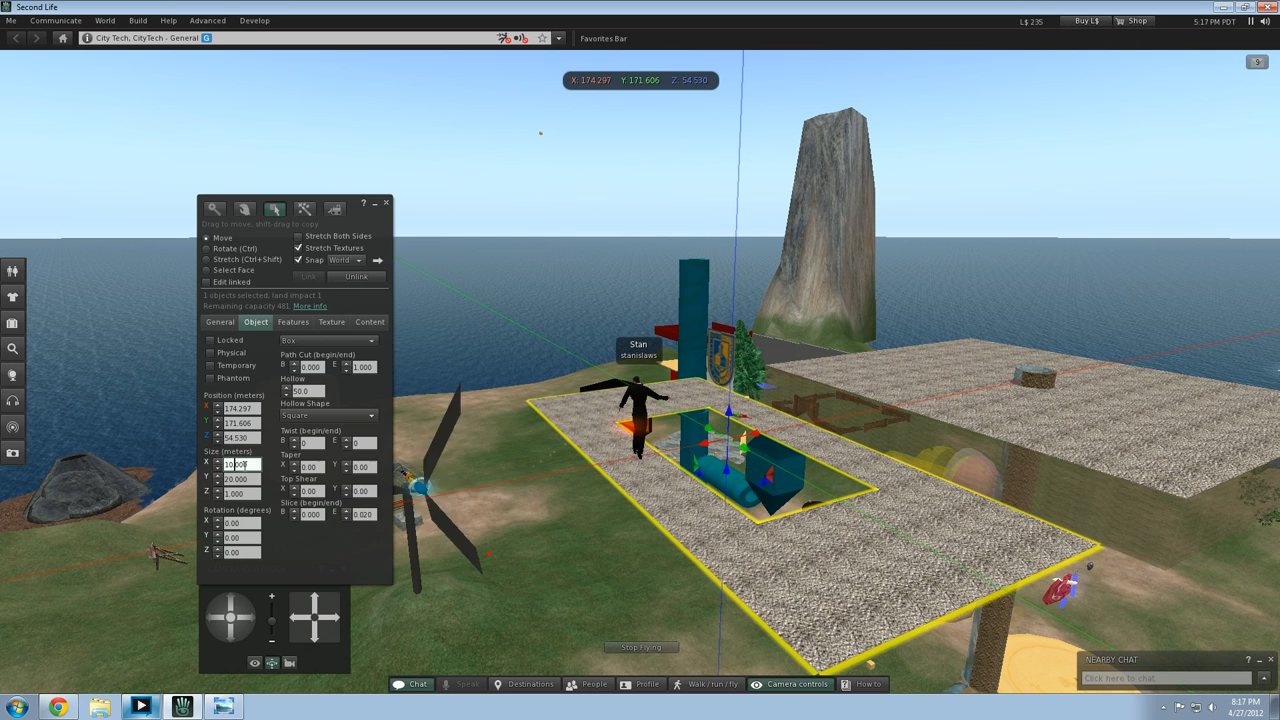 Second Life
Me Communicate World Build Help Advanced Develop
L$ 235 Buy L$ Shop 5:17 PM PDT
City Tech, CityTech - General G
Favorites Bar
9
X: 174.297 Y: 171.606 Z: 54.530
Drag to move, shift-drag to copy
Move
Rotate (Ctrl)
Stretch (Ctrl+Shift)
Select Face
Edit linked
Stretch Both Sides
Stretch Textures
Snap World
Link Unlink
1 objects selected, land impact 1
Remaining capacity 481. More info
General Object Features Texture Content
Locked
Physical
Temporary
Phantom
Position (meters)
X 174.297
Y 171.606
Z 54.530
Size (meters)
X 10.000
Y 20.000
Z 1.000
Rotation (degrees)
X 0.00
Y 0.00
Z 0.00
Box
Path Cut (begin/end)
B 0.000 E 1.000
Hollow
50.0
Hollow Shape
Square
Twist (begin/end)
B 0 E 0
Taper
X 0.00 Y 0.00
Top Shear
X 0.00 Y 0.00
Slice (begin/end)
B 0.000 E 0.020
Stan
stanislaws
Stop Flying
NEARBY CHAT
Click here to chat.
Chat Speak Destinations People Profile Walk / run / fly Camera controls How to
8:17 PM
4/27/2012